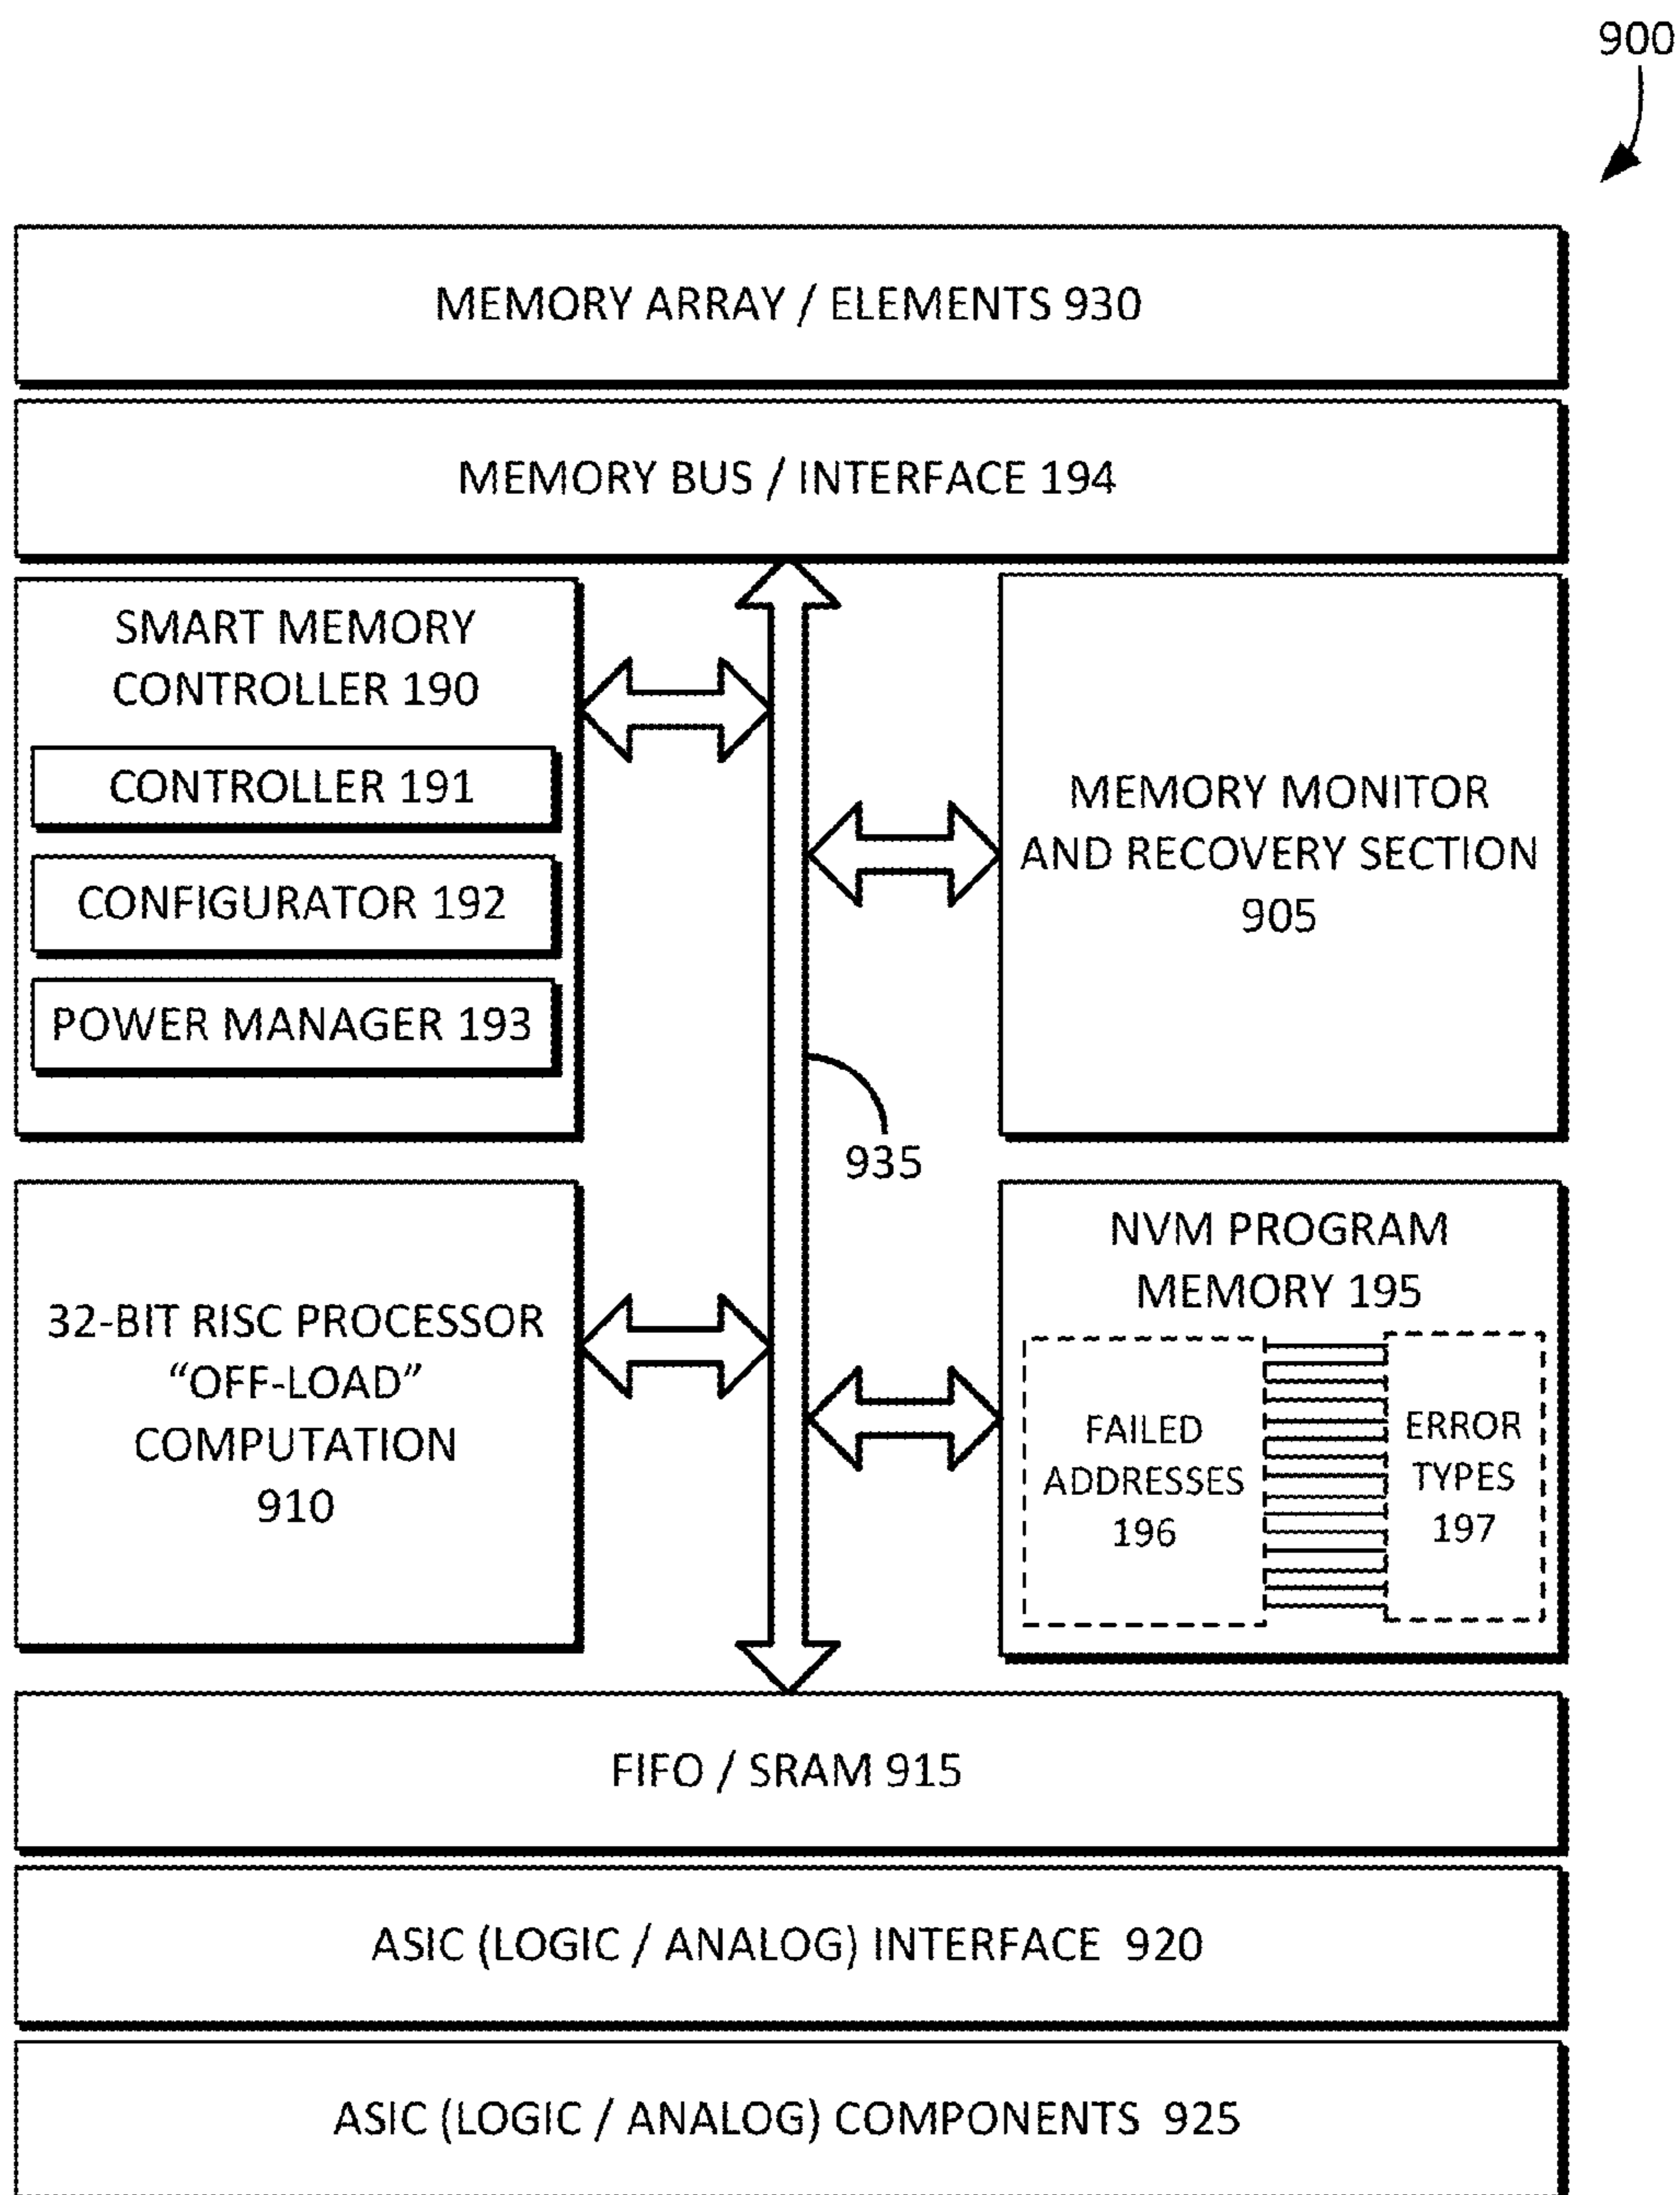 900
MEMORY ARRAY / ELEMENTS 930
MEMORY BUS / INTERFACE 194
SMART MEMORY
CONTROLLER 190
CONTROLLER 191
CONFIGURATOR 192
POWER MANAGER 193
MEMORY MONITOR
AND RECOVERY SECTION
905
935
32-BIT RISC PROCESSOR
“OFF-LOAD”
COMPUTATION
910
NVM PROGRAM
MEMORY 195
FAILED
ADDRESSES
196
ERROR
TYPES
197
FIFO / SRAM 915
ASIC (LOGIC / ANALOG) INTERFACE 920
ASIC (LOGIC / ANALOG) COMPONENTS 925